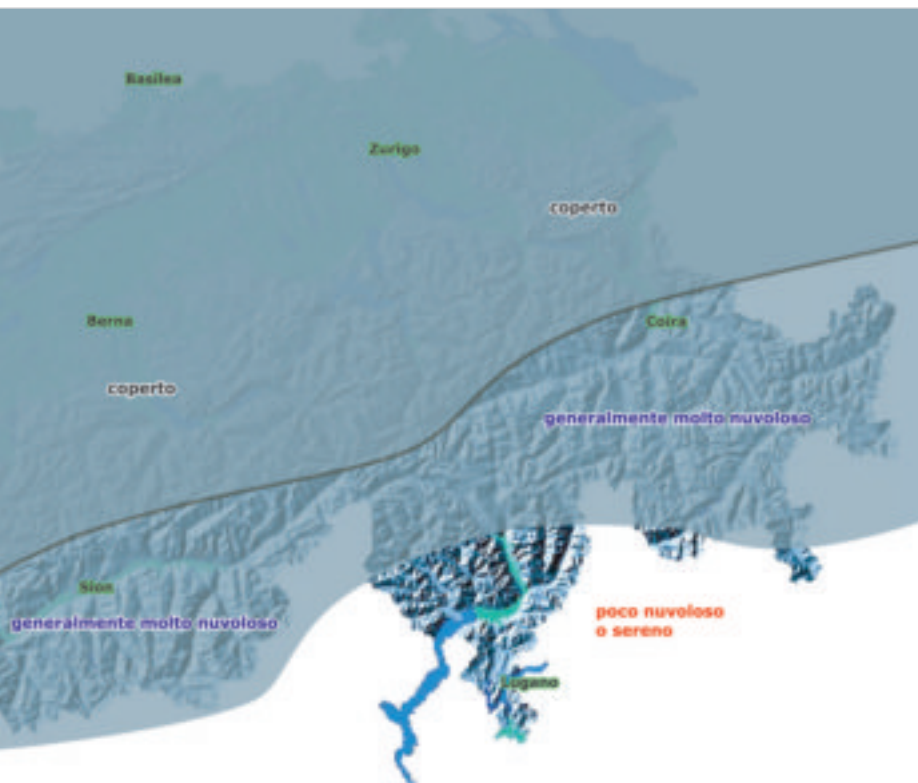 Basilea
Zurigo
coperto
Berna
Coira
coperto
generalmente molto nuvoloso
Sion
generalmente molto nuvoloso
poco nuvoloso
o sereno
Lugano